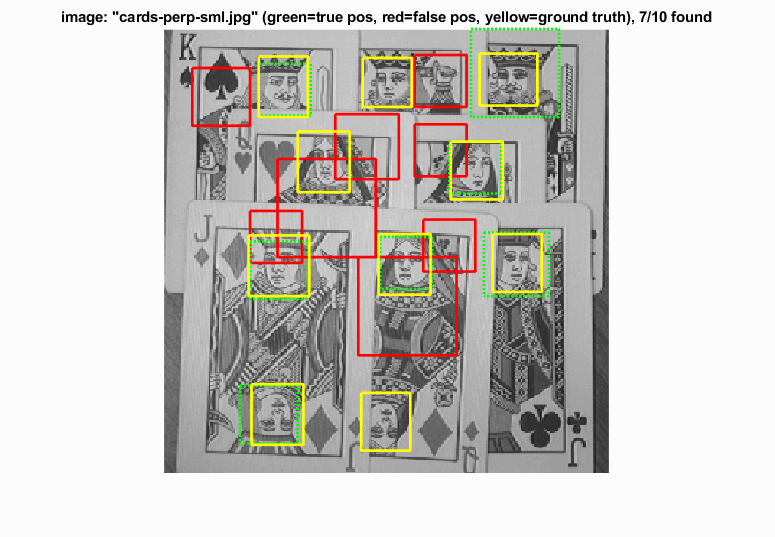 image: "cards-perp-sml.jpg" (green=true pos, red=false pos, yellow=ground truth), 7/10 found
K
J
J
Q
J